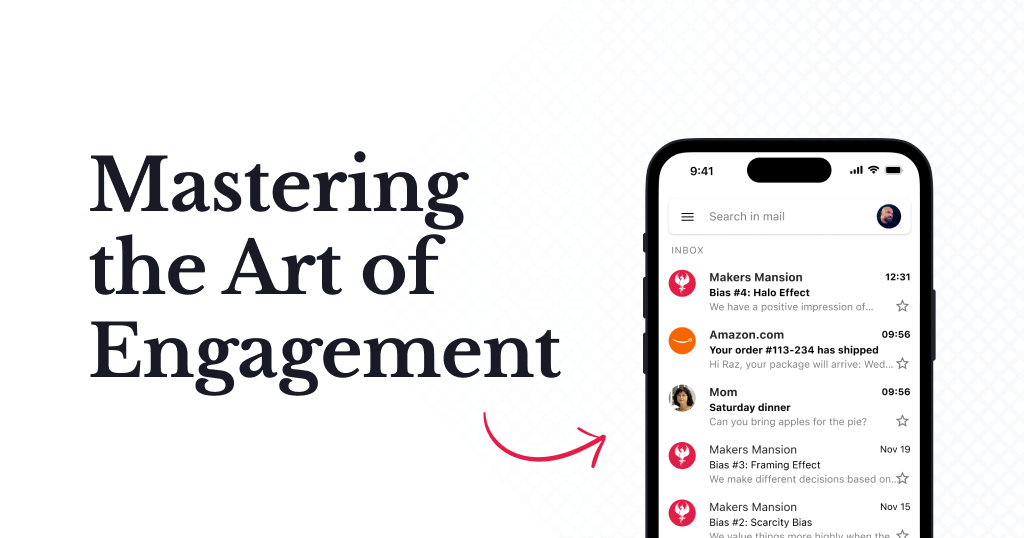 Mastering
the Art of
Engagement
9:41
Search in mail
INBOX
Makers Mansion 12:31
Bias #4: Halo Effect
We have a positive impression of...
Amazon.com 09:56
Your order #113-234 has shipped
Hi Raz, your package will arrive: Wed...
Mom 09:56
Saturday dinner
Can you bring apples for the pie?
Makers Mansion Nov 19
Bias #3: Framing Effect
We make different decisions based on...
Makers Mansion Nov 15
Bias #2: Scarcity Bias
We value things more highly when the